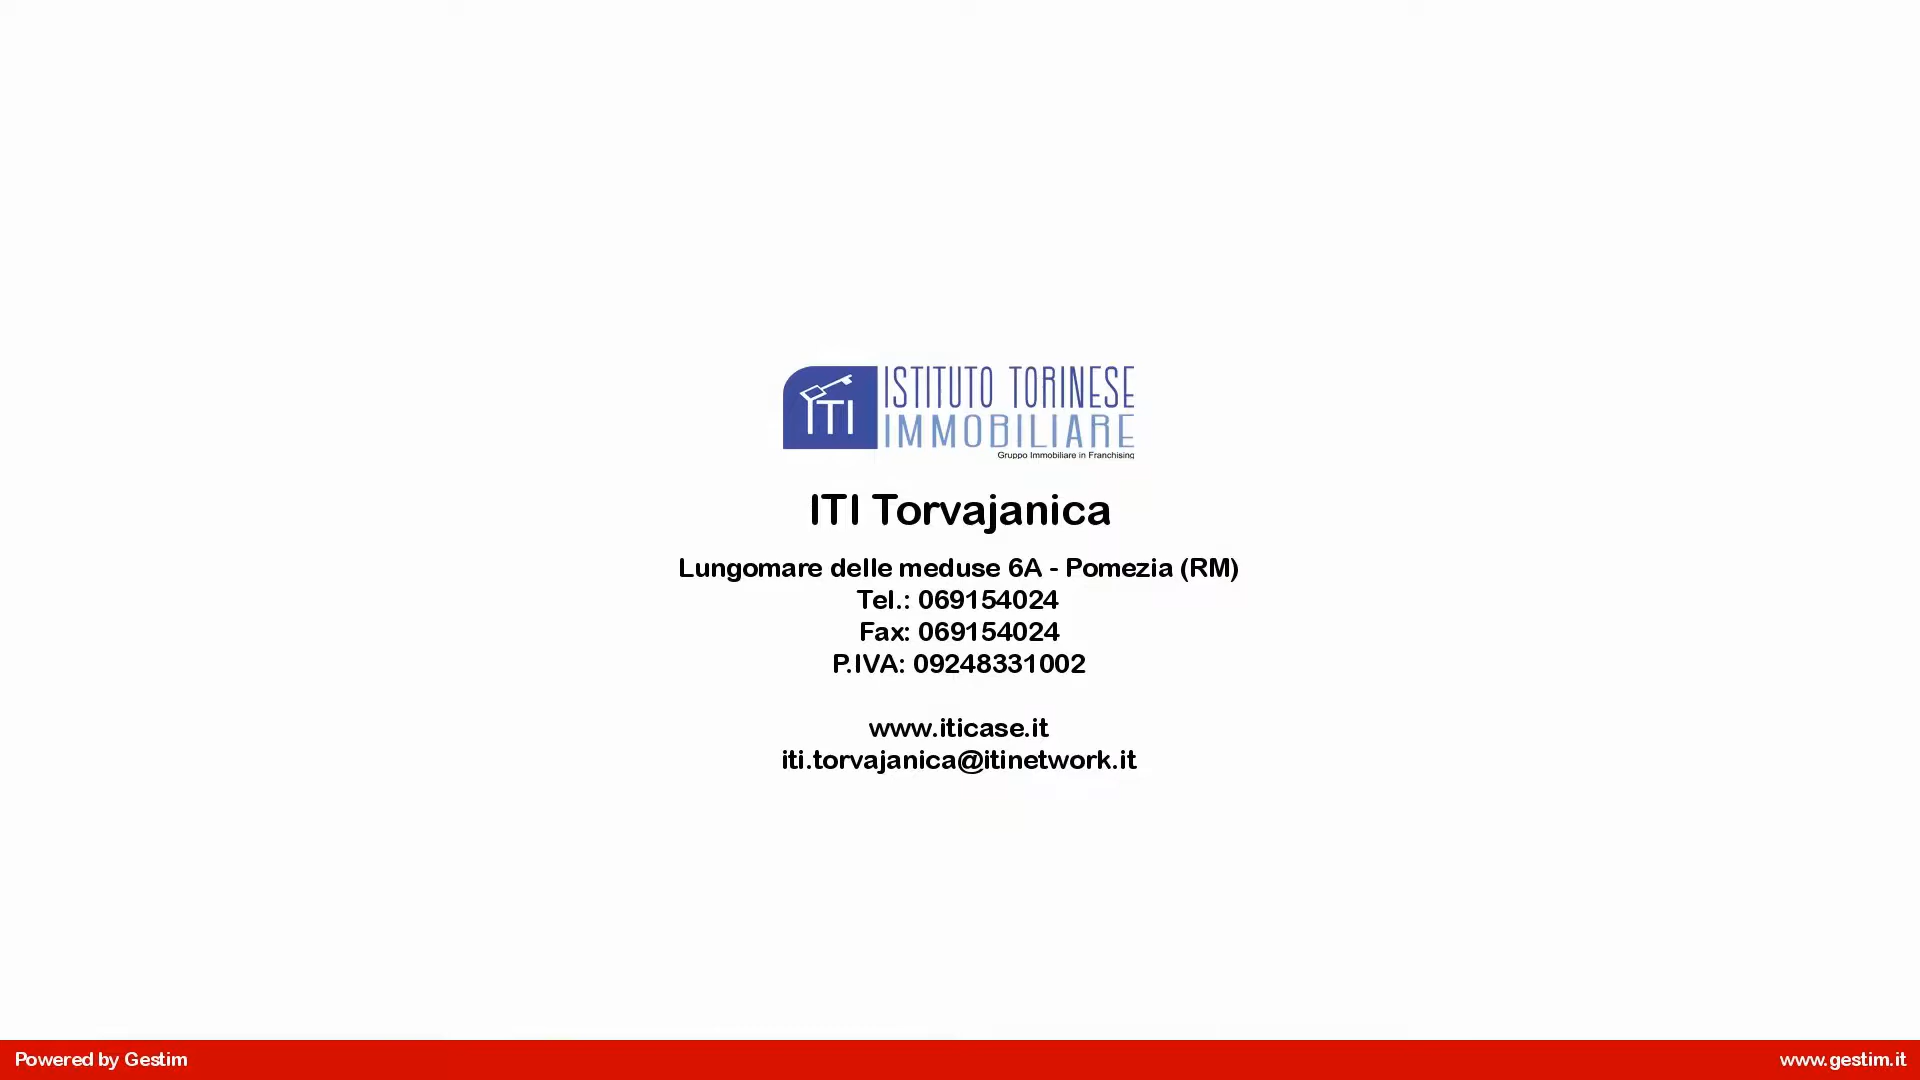 ITI ISTITUTO TORINESE
IMMOBILIARE
Gruppo Immobiliare in Franchising
ITI Torvajanica
Lungomare delle meduse 6A - Pomezia (RM)
Tel.: 069154024
Fax: 069154024
P.IVA: 09248331002
www.iticase.it
iti.torvajanica@itinetwork.it
Powered by Gestim
www.gestim.it